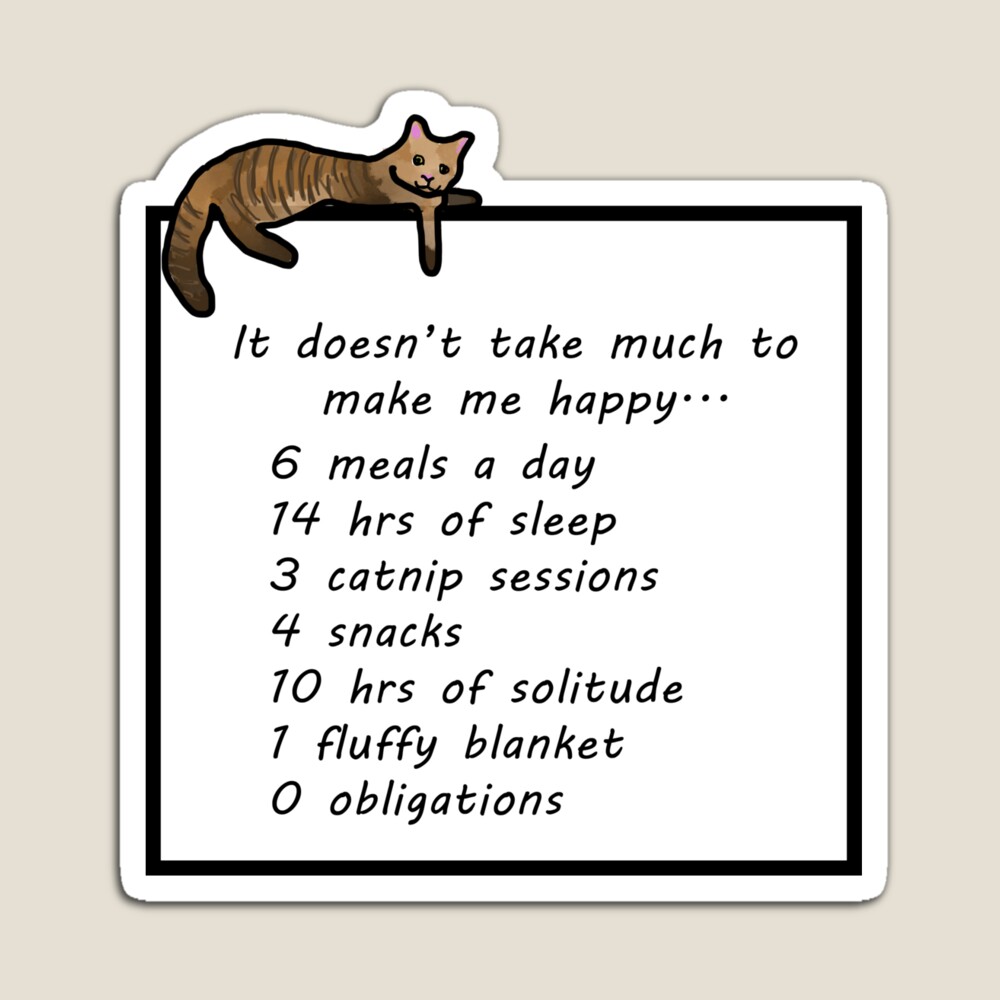 It doesn't take much to
make me happy...
6 meals a day
14 hrs of sleep
3 catnip sessions
4 snacks
10 hrs of solitude
1 fluffy blanket
0 obligations